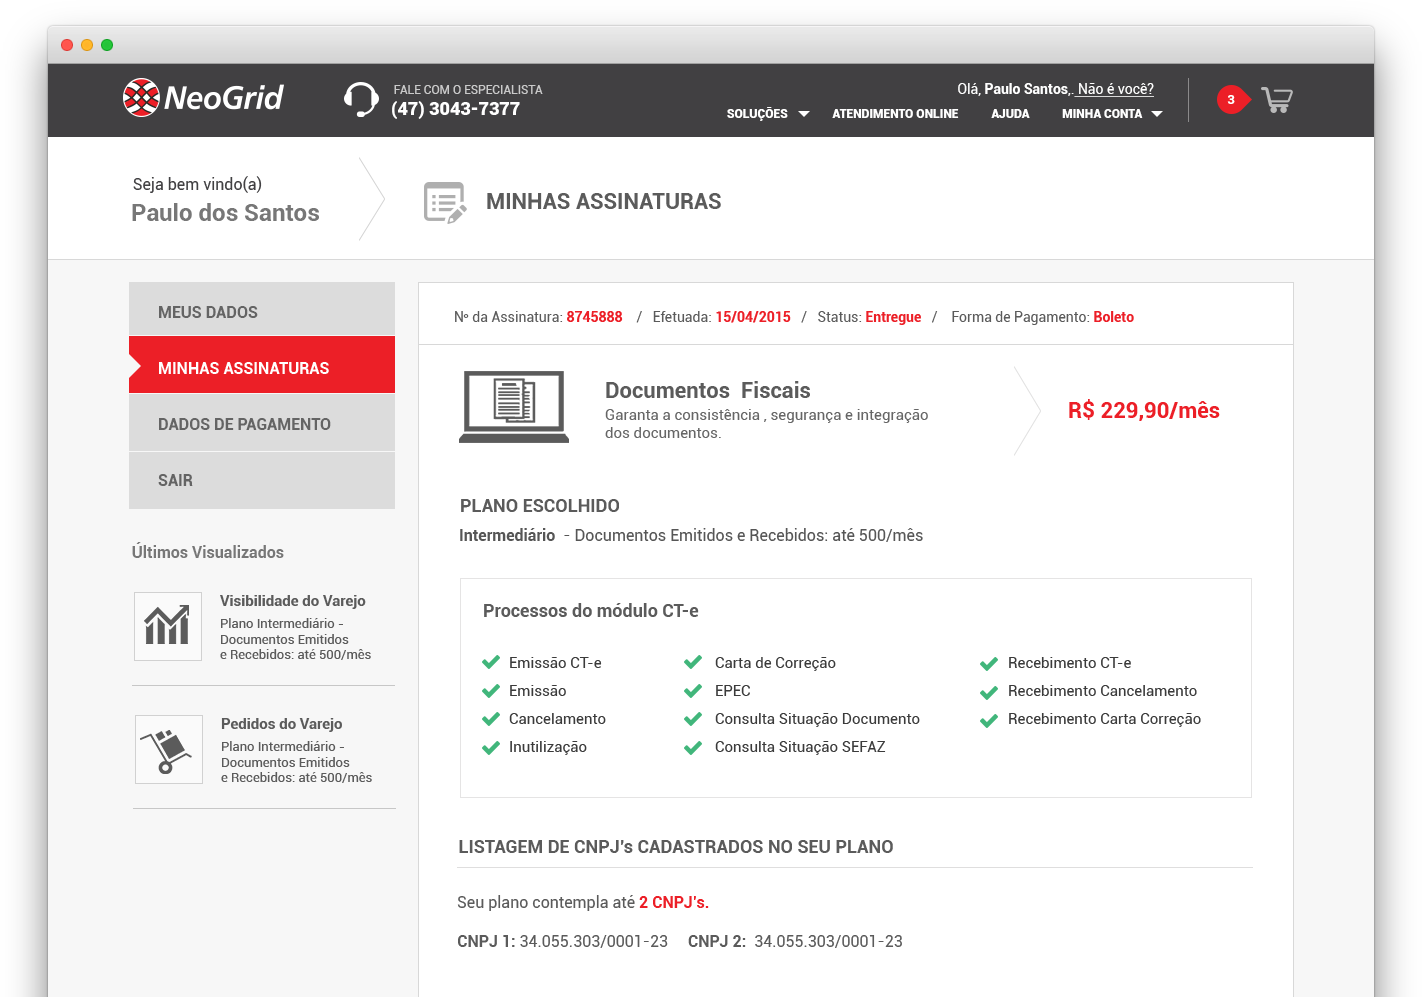 NeoGrid
FALE COM O ESPECIALISTA
(47) 3043-7377
Olá, Paulo Santos,. Não é você?
SOLUÇÕES ATENDIMENTO ONLINE AJUDA MINHA CONTA
3
Seja bem vindo(a)
Paulo dos Santos
MINHAS ASSINATURAS
MEUS DADOS
MINHAS ASSINATURAS
DADOS DE PAGAMENTO
SAIR
Últimos Visualizados
Visibilidade do Varejo
Plano Intermediário -
Documentos Emitidos
e Recebidos: até 500/mês
Pedidos do Varejo
Plano Intermediário -
Documentos Emitidos
e Recebidos: até 500/mês
Nº da Assinatura: 8745888 / Efetuada: 15/04/2015 / Status: Entregue / Forma de Pagamento: Boleto
Documentos Fiscais
Garanta a consistência , segurança e integração
dos documentos.
R$ 229,90/mês
PLANO ESCOLHIDO
Intermediário - Documentos Emitidos e Recebidos: até 500/mês
Processos do módulo CT-e
Emissão CT-e
Emissão
Cancelamento
Inutilização
Carta de Correção
EPEC
Consulta Situação Documento
Consulta Situação SEFAZ
Recebimento CT-e
Recebimento Cancelamento
Recebimento Carta Correção
LISTAGEM DE CNPJ's CADASTRADOS NO SEU PLANO
Seu plano contempla até 2 CNPJ's.
CNPJ 1: 34.055.303/0001-23 CNPJ 2: 34.055.303/0001-23